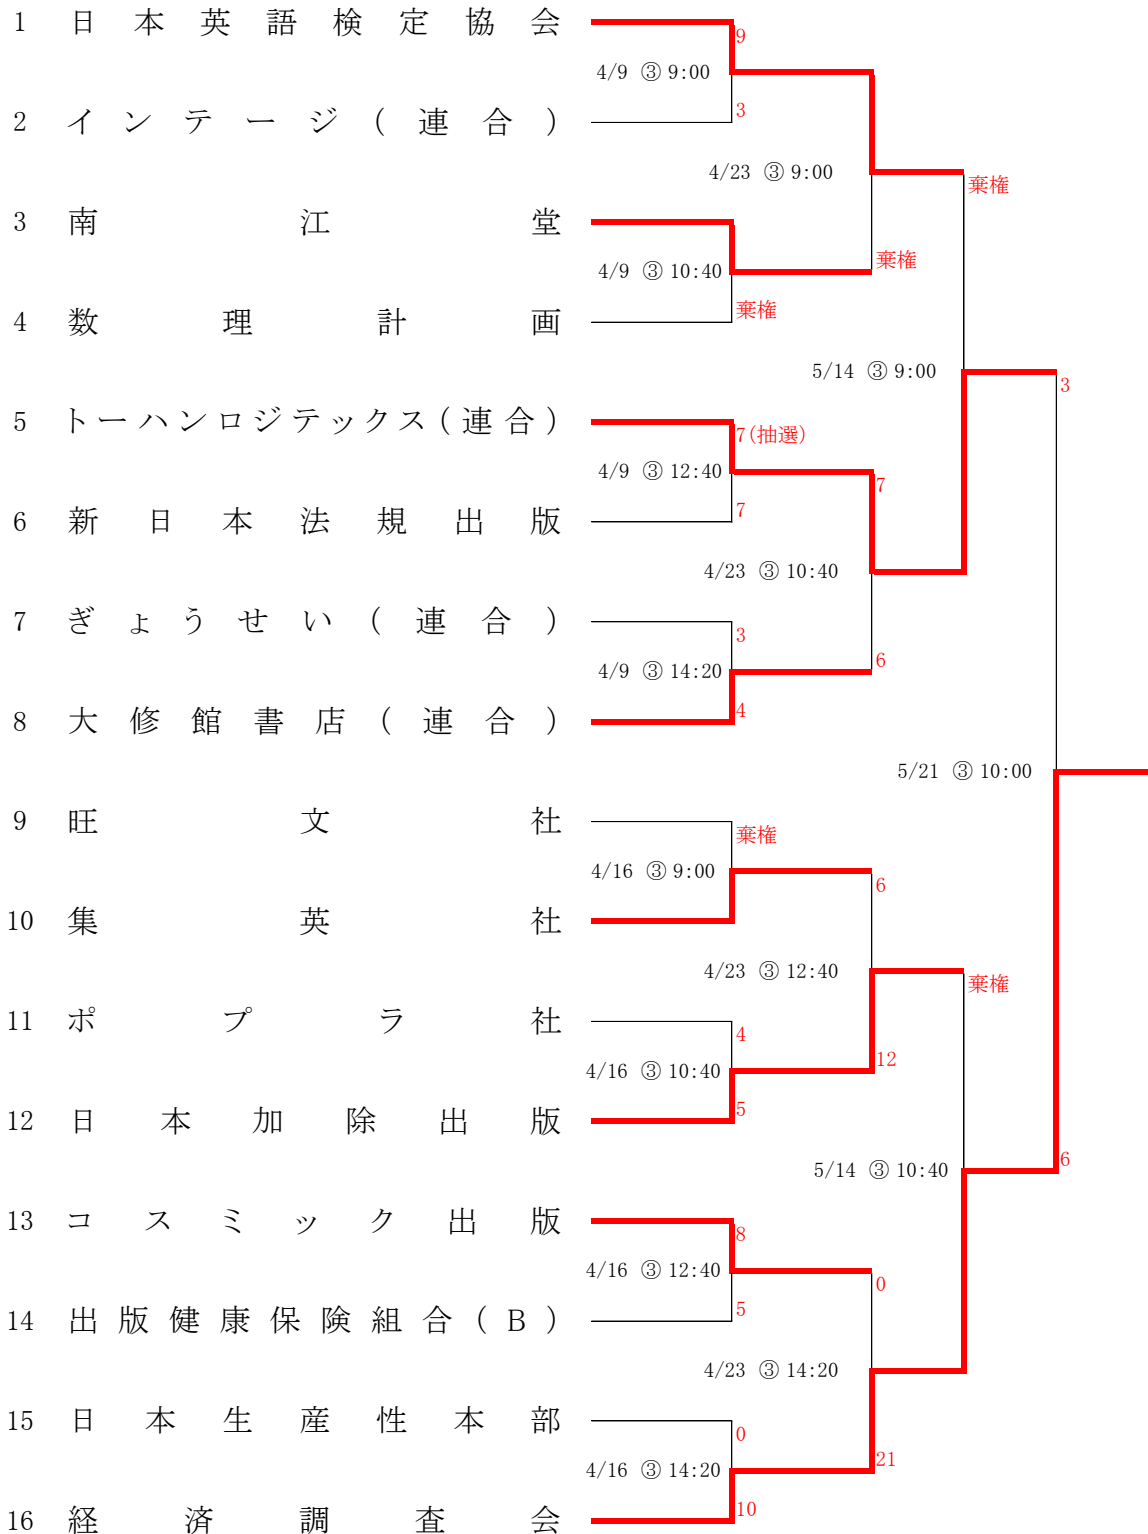 1 日本英語検定協会
9
4/9 ③ 9:00
3
2 インテージ(連合)
4/23 ③ 9:00
棄権
3 南江堂
棄権
4/9 ③ 10:40
棄権
4 数理計画
5/14 ③ 9:00
3
5 トーハンロジテックス(連合)
7(抽選)
4/9 ③ 12:40
7
7
6 新日本法規出版
4/23 ③ 10:40
7 ぎょうせい(連合)
3
6
4/9 ③ 14:20
4
8 大修館書店(連合)
5/21 ③ 10:00
9 旺文社
棄権
4/16 ③ 9:00
6
10 集英社
4/23 ③ 12:40
棄権
11 ポプラ社
4
12
4/16 ③ 10:40
5
12 日本加除出版
6
5/14 ③ 10:40
13 コスミック出版
8
4/16 ③ 12:40
0
5
14 出版健康保険組合(B)
4/23 ③ 14:20
15 日本生産性本部
0
21
4/16 ③ 14:20
10
16 経済調査会